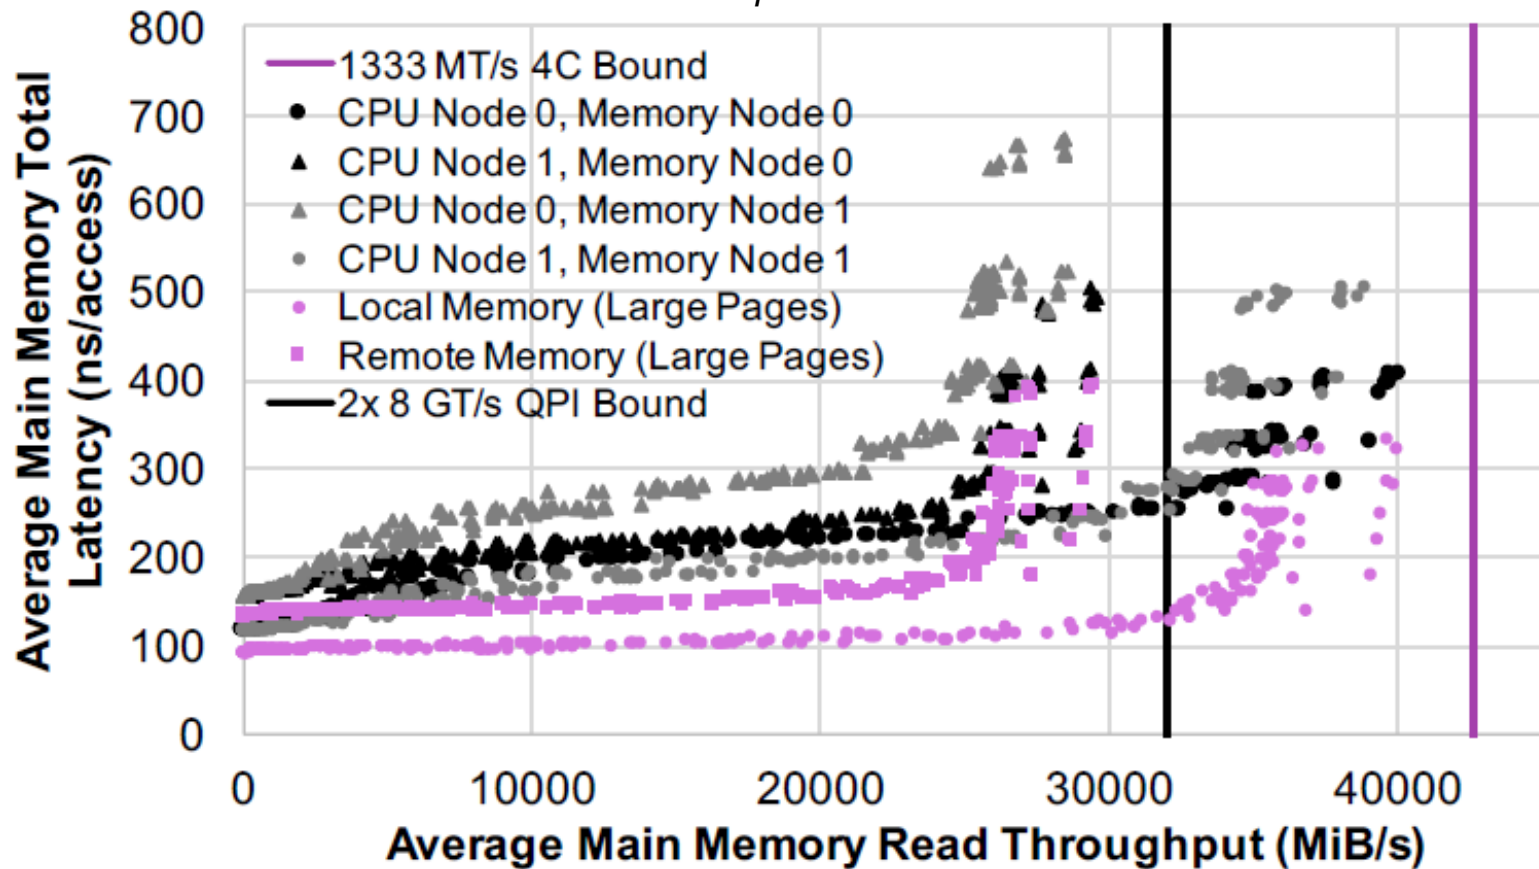 800
700
600
500
400
300
200
100
0
Average Main Memory Total
Latency (ns/access)
1333 MT/s 4C Bound
CPU Node 0, Memory Node 0
CPU Node 1, Memory Node 0
CPU Node 0, Memory Node 1
CPU Node 1, Memory Node 1
Local Memory (Large Pages)
Remote Memory (Large Pages)
2x 8 GT/s QPI Bound
0 10000 20000 30000 40000
Average Main Memory Read Throughput (MiB/s)